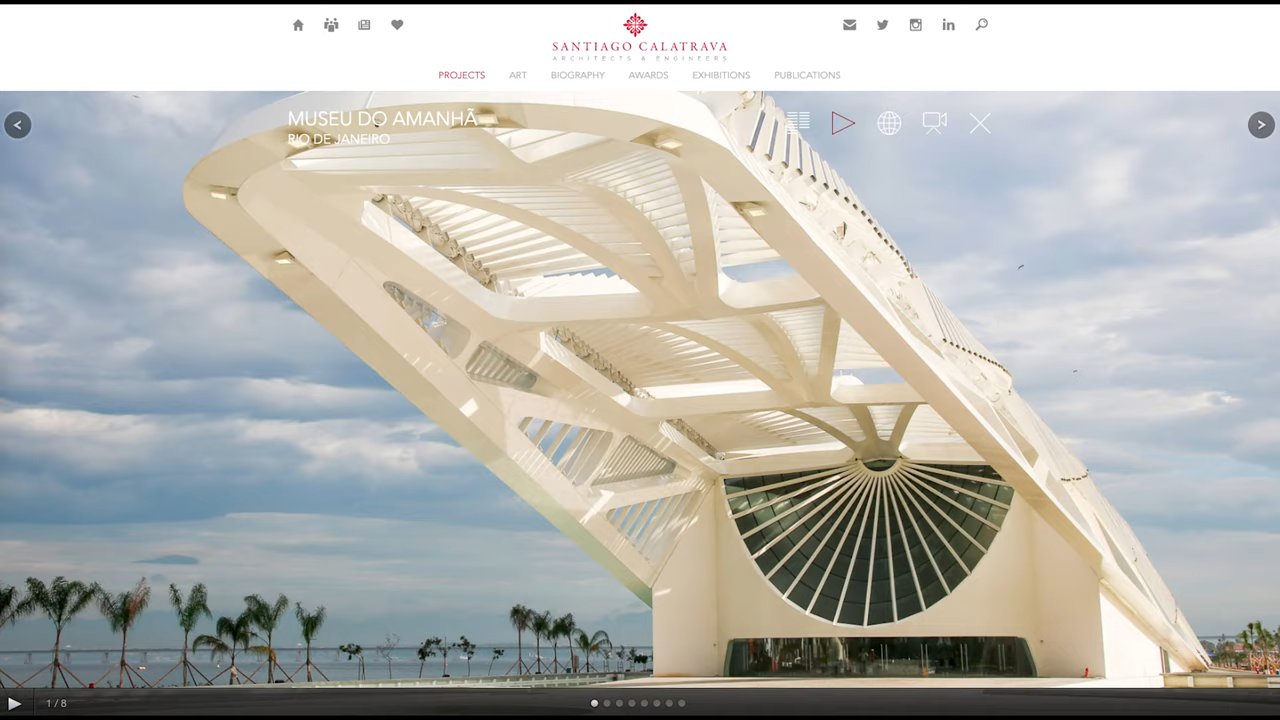 SANTIAGO CALATRAVA
ARCHITECTS & ENGINEERS
PROJECTS ART BIOGRAPHY AWARDS EXHIBITIONS PUBLICATIONS
MUSEU DO AMANHÃ
RIO DE JANEIRO
1 / 8